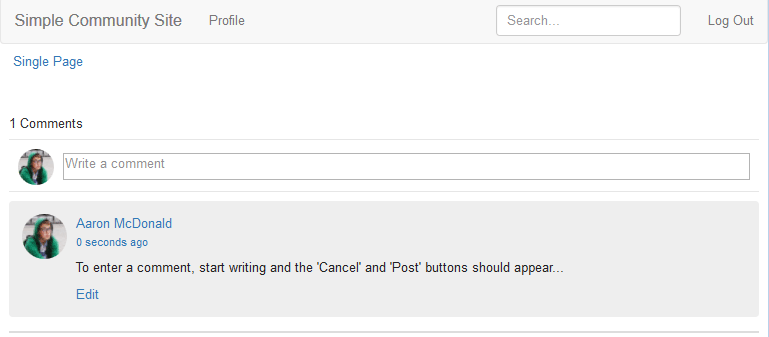 Simple Community Site Profile Search... Log Out
Single Page
1 Comments
Write a comment
Aaron McDonald
0 seconds ago
To enter a comment, start writing and the 'Cancel' and 'Post' buttons should appear...
Edit